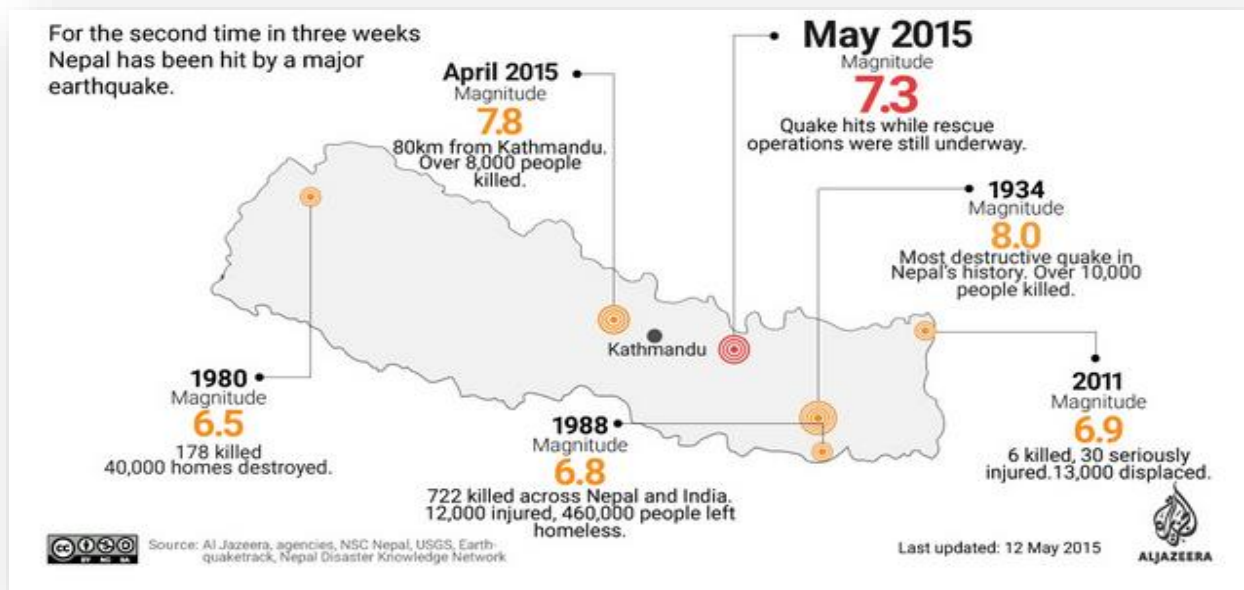 For the second time in three weeks
Nepal has been hit by a major
earthquake.
April 2015
Magnitude
7.8
80km from Kathmandu.
Over 8,000 people
killed.
May 2015
Magnitude
7.3
Quake hits while rescue
operations were still underway.
1934
Magnitude
8.0
Most destructive quake in
Nepal's history. Over 10,000
people killed.
Kathmandu
1980
Magnitude
6.5
178 killed
40,000 homes destroyed.
1988
Magnitude
6.8
722 killed across Nepal and India.
12,000 injured, 460,000 people left
homeless.
2011
Magnitude
6.9
6 killed, 30 seriously
injured.13,000 displaced.
cc
BY NC SA
Source: Al Jazeera, agencies, NSC Nepal, USGS, Earth-
quaketrack, Nepal Disaster Knowledge Network
Last updated: 12 May 2015
ALJAZEERA